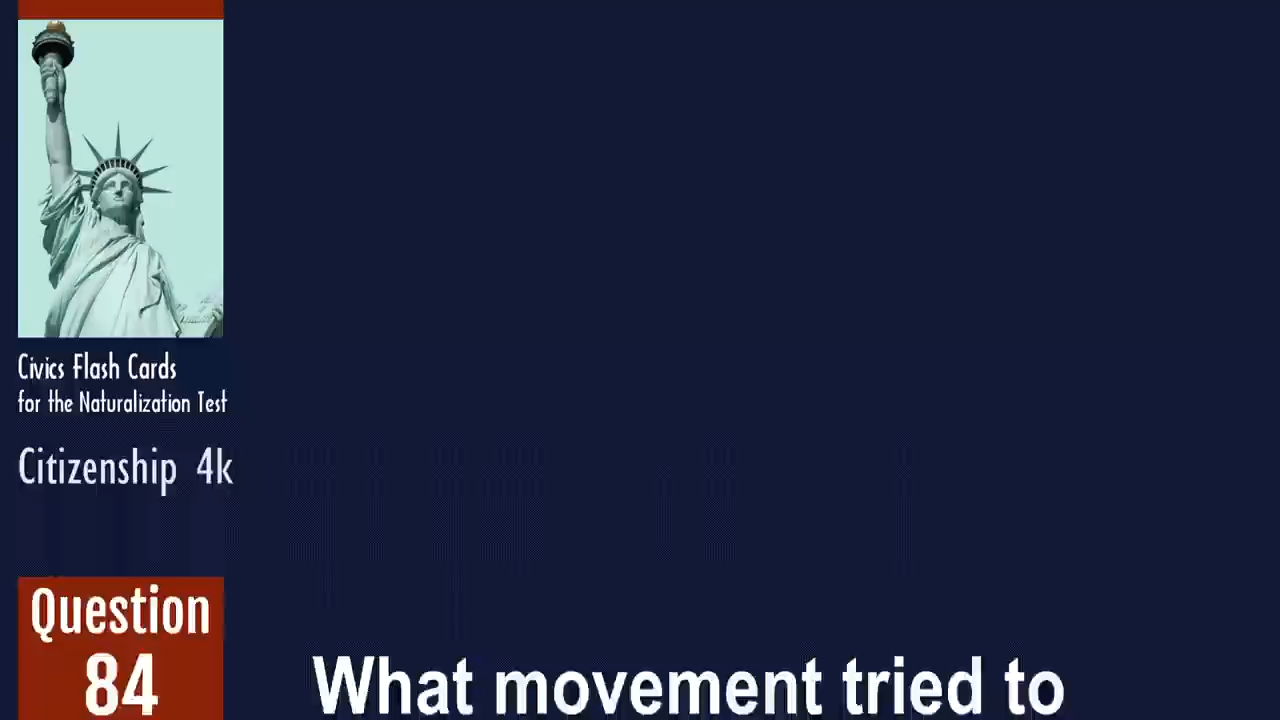 Civics Flash Cards
for the Naturalization Test
Citizenship 4k
Question
84
What movement tried to